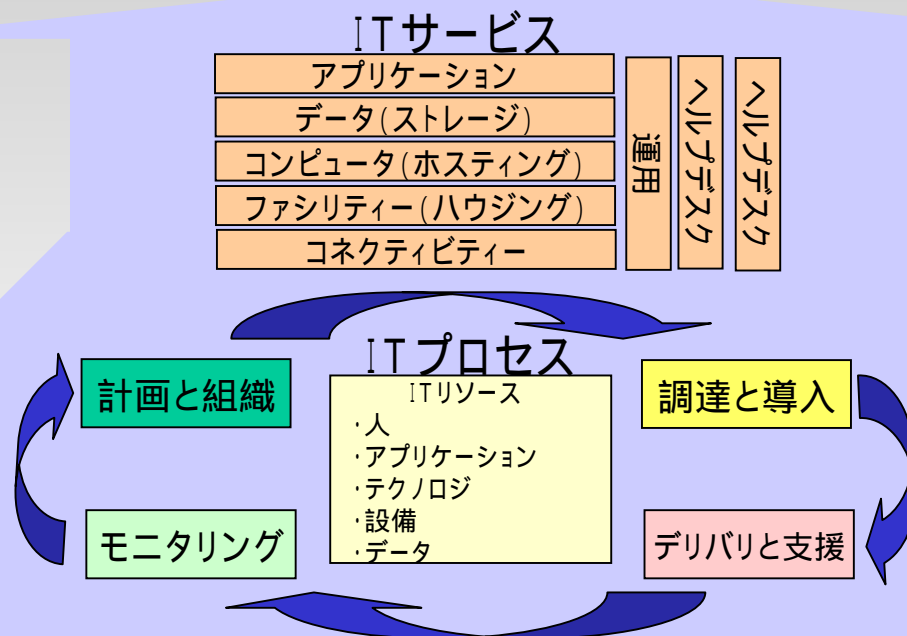 ITサービス
アプリケーション
データ(ストレージ)
コンピュータ(ホスティング)
ファシリティー(ハウジング)
コネクティビティー
運用
ヘルプデスク
ヘルプデスク
ITプロセス
計画と組織
ITリソース
・人
・アプリケーション
・テクノロジ
・設備
・データ
調達と導入
モニタリング
デリバリと支援